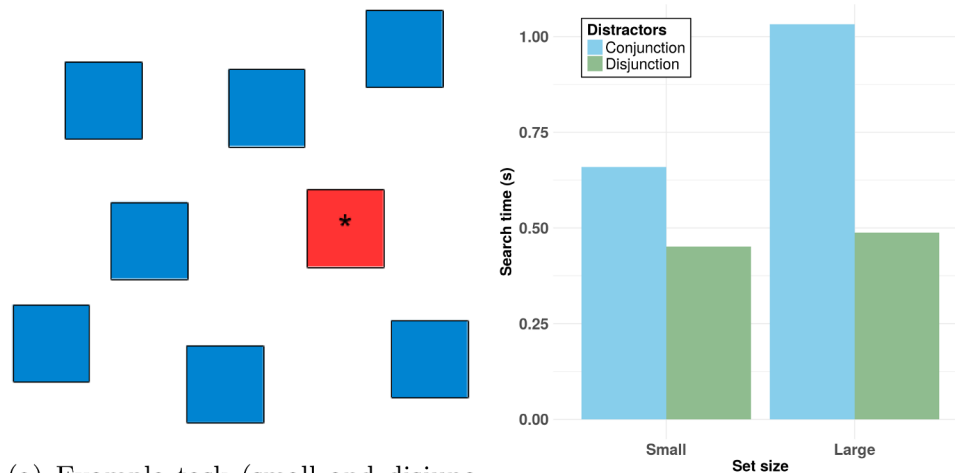 *
(a) Example task (small and disjunc-
Distractors
Conjunction
Disjunction
Search time (s)
1.00
0.75
0.50
0.25
0.00
Small Large
Set size